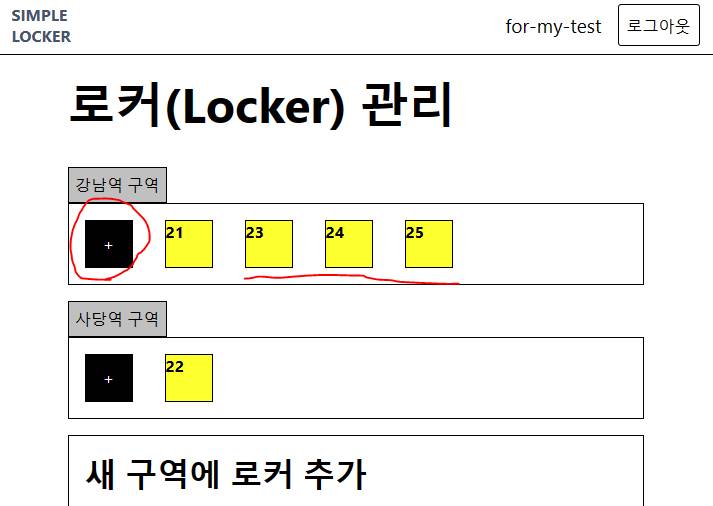 SIMPLE
LOCKER
for-my-test 로그아웃
로커(Locker) 관리
강남역 구역
+ 21 23 24 25
사당역 구역
+ 22
새 구역에 로커 추가